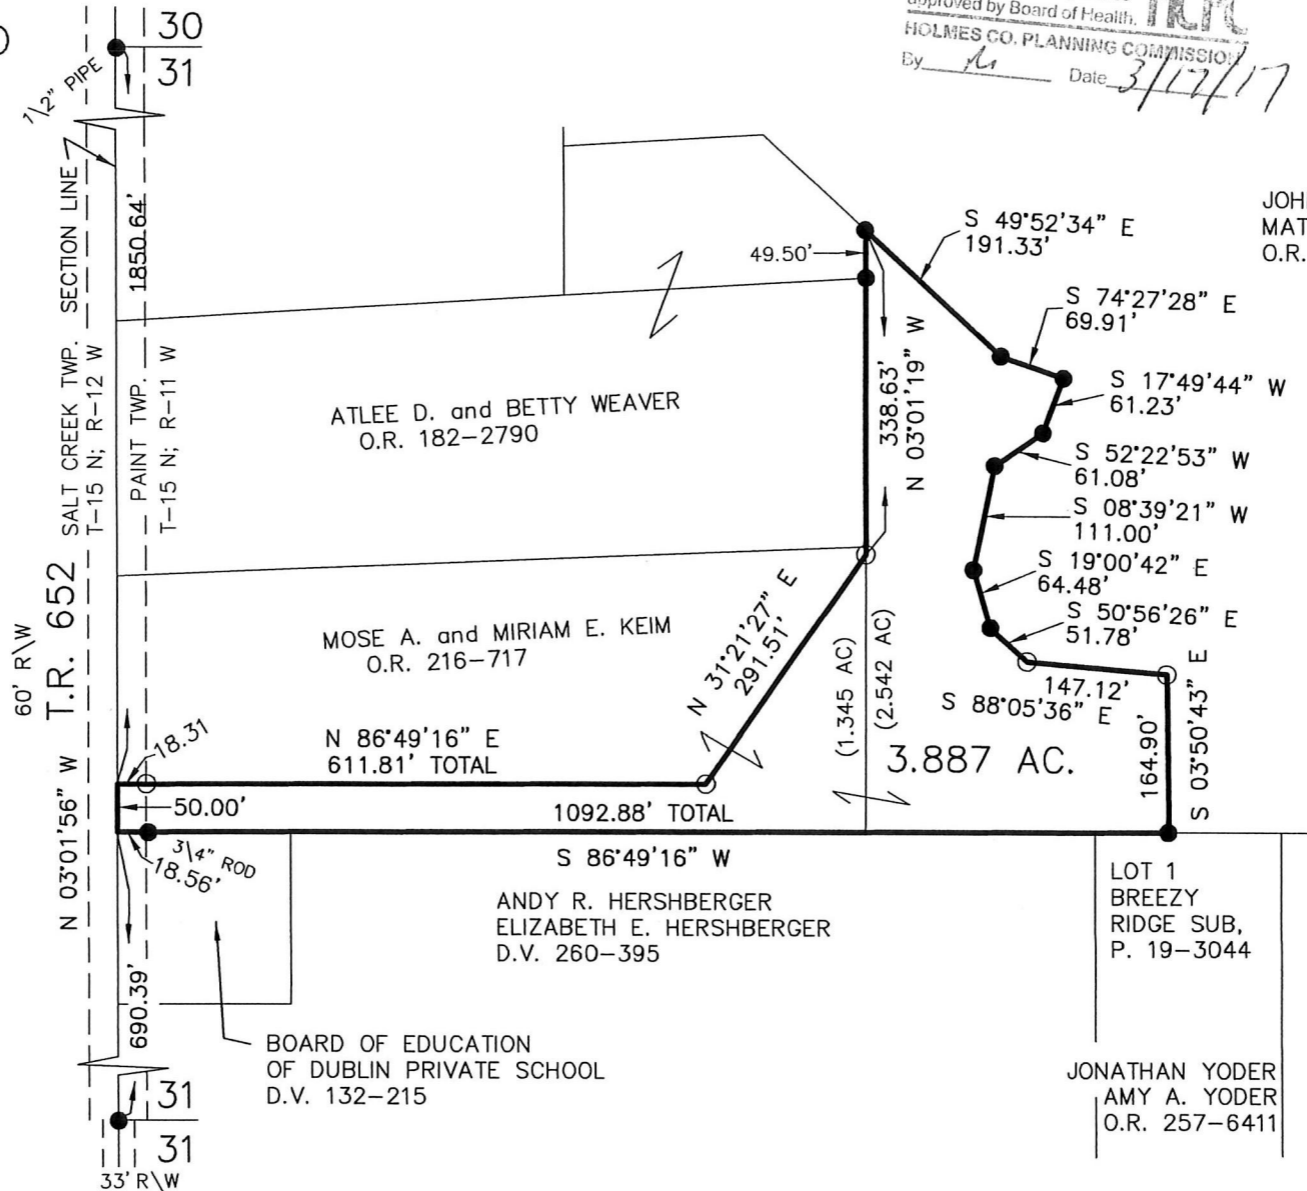 30
31
approved by Board of Health.
HOLMES CO. PLANNING COMMISSION
By Date 3/17/17
1/2" PIPE
SALT CREEK TWP. SECTION LINE
T-15 N; R-12 W
1850.64'
PAINT TWP.
T-15 N; R-11 W
60' R\W
T.R. 652
N 03°01'56" W
49.50'
S 49°52'34" E
191.33'
S 74°27'28" E
69.91'
S 17°49'44" W
61.23'
S 52°22'53" W
61.08'
S 08°39'21" W
111.00'
S 19°00'42" E
64.48'
S 50°56'26" E
51.78'
147.12'
S 88°05'36" E
164.90'
S 03°50'43" E
338.63'
N 03°01'19" W
ATLEE D. and BETTY WEAVER
O.R. 182-2790
MOSE A. and MIRIAM E. KEIM
O.R. 216-717
N 31°21'27" E
291.51'
(1.345 AC)
(2.542 AC)
3.887 AC.
18.31
N 86°49'16" E
611.81' TOTAL
50.00'
1092.88' TOTAL
S 86°49'16" W
3\4" ROD
18.56'
ANDY R. HERSHBERGER
ELIZABETH E. HERSHBERGER
D.V. 260-395
LOT 1
BREEZY
RIDGE SUB,
P. 19-3044
690.39'
BOARD OF EDUCATION
OF DUBLIN PRIVATE SCHOOL
D.V. 132-215
JONATHAN YODER
AMY A. YODER
O.R. 257-6411
31
31
33' R\W
MAT
O.R.